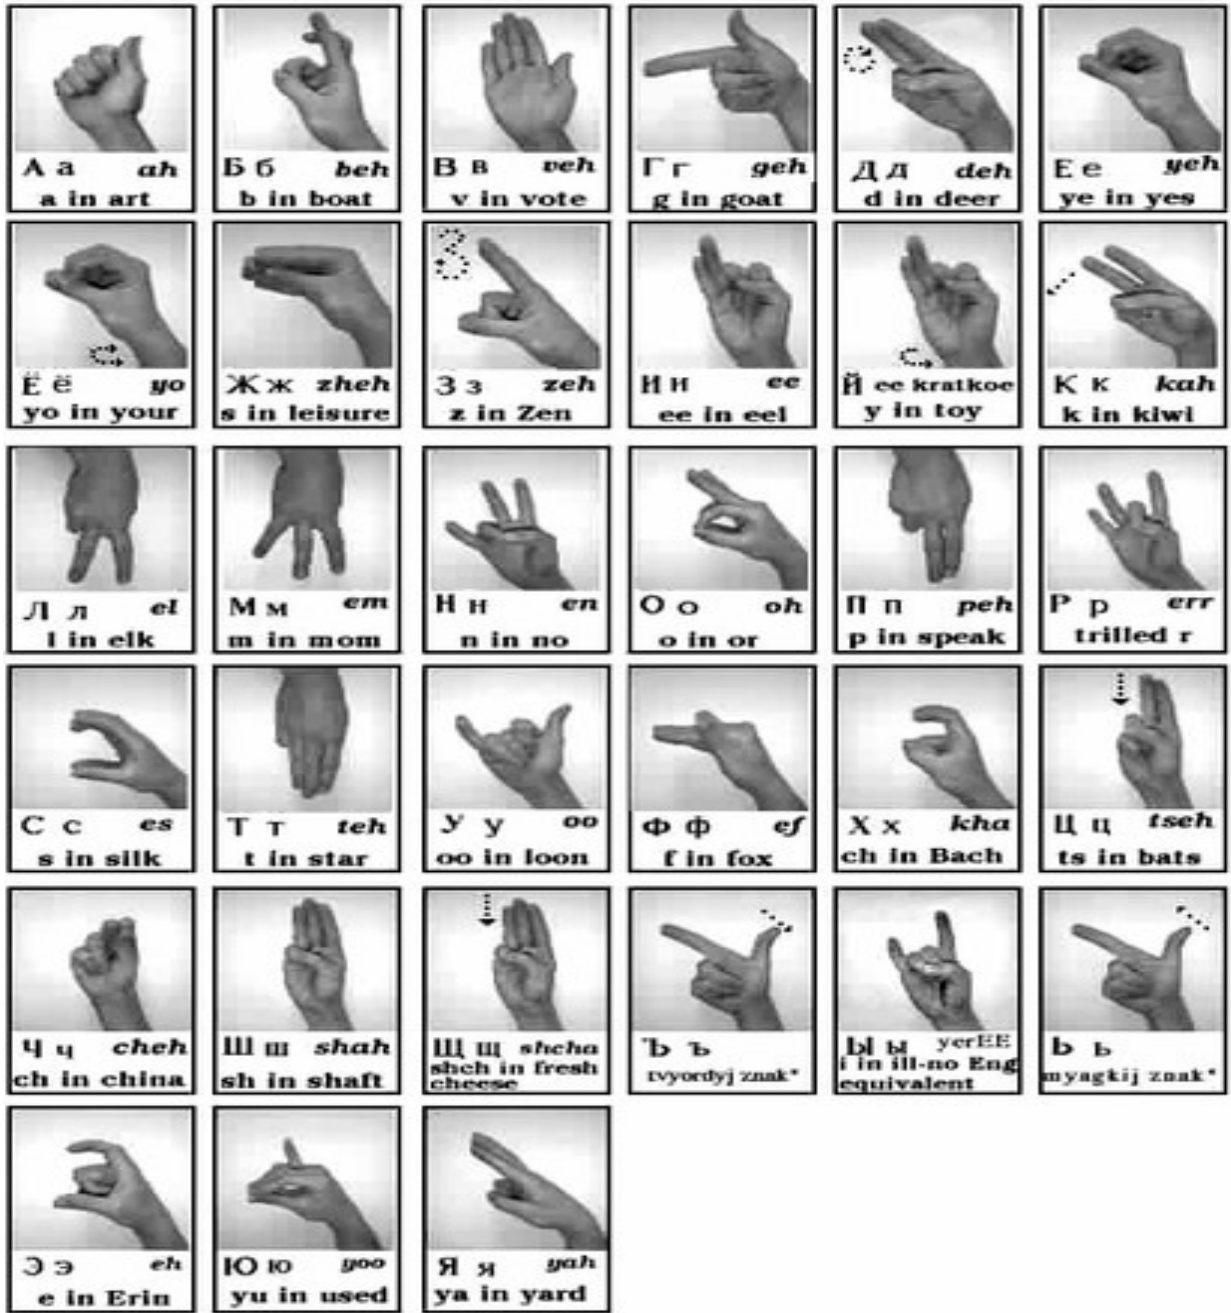 А а ah
a in art
Б б beh
b in boat
В в veh
v in vote
Г г geh
g in goat
Д д deh
d in deer
Е е yeh
ye in yes
Ё ё yo
yo in your
Ж ж zheh
s in leisure
З з zeh
z in Zen
И и ee
ee in eel
Й ee kratkoe
y in toy
К к kah
k in kiwi
Л л el
l in elk
М м em
m in mom
Н н en
n in no
О о oh
o in or
П п peh
p in speak
Р р err
trilled r
С с es
s in silk
Т т teh
t in star
У у oo
oo in loon
Ф ф ef
f in fox
Х х kha
ch in Bach
Ц ц tseh
ts in bats
Ч ч cheh
ch in china
Ш ш shah
sh in shaft
Щ щ shcha
shch in fresh
cheese
Ъ ъ
tvyordyj znak*
Ы ы yerEE
i in ill-no Eng
equivalent
Ь ь
myagkij znak*
Э э eh
e in Erin
Ю ю yoo
yu in used
Я я yah
ya in yard